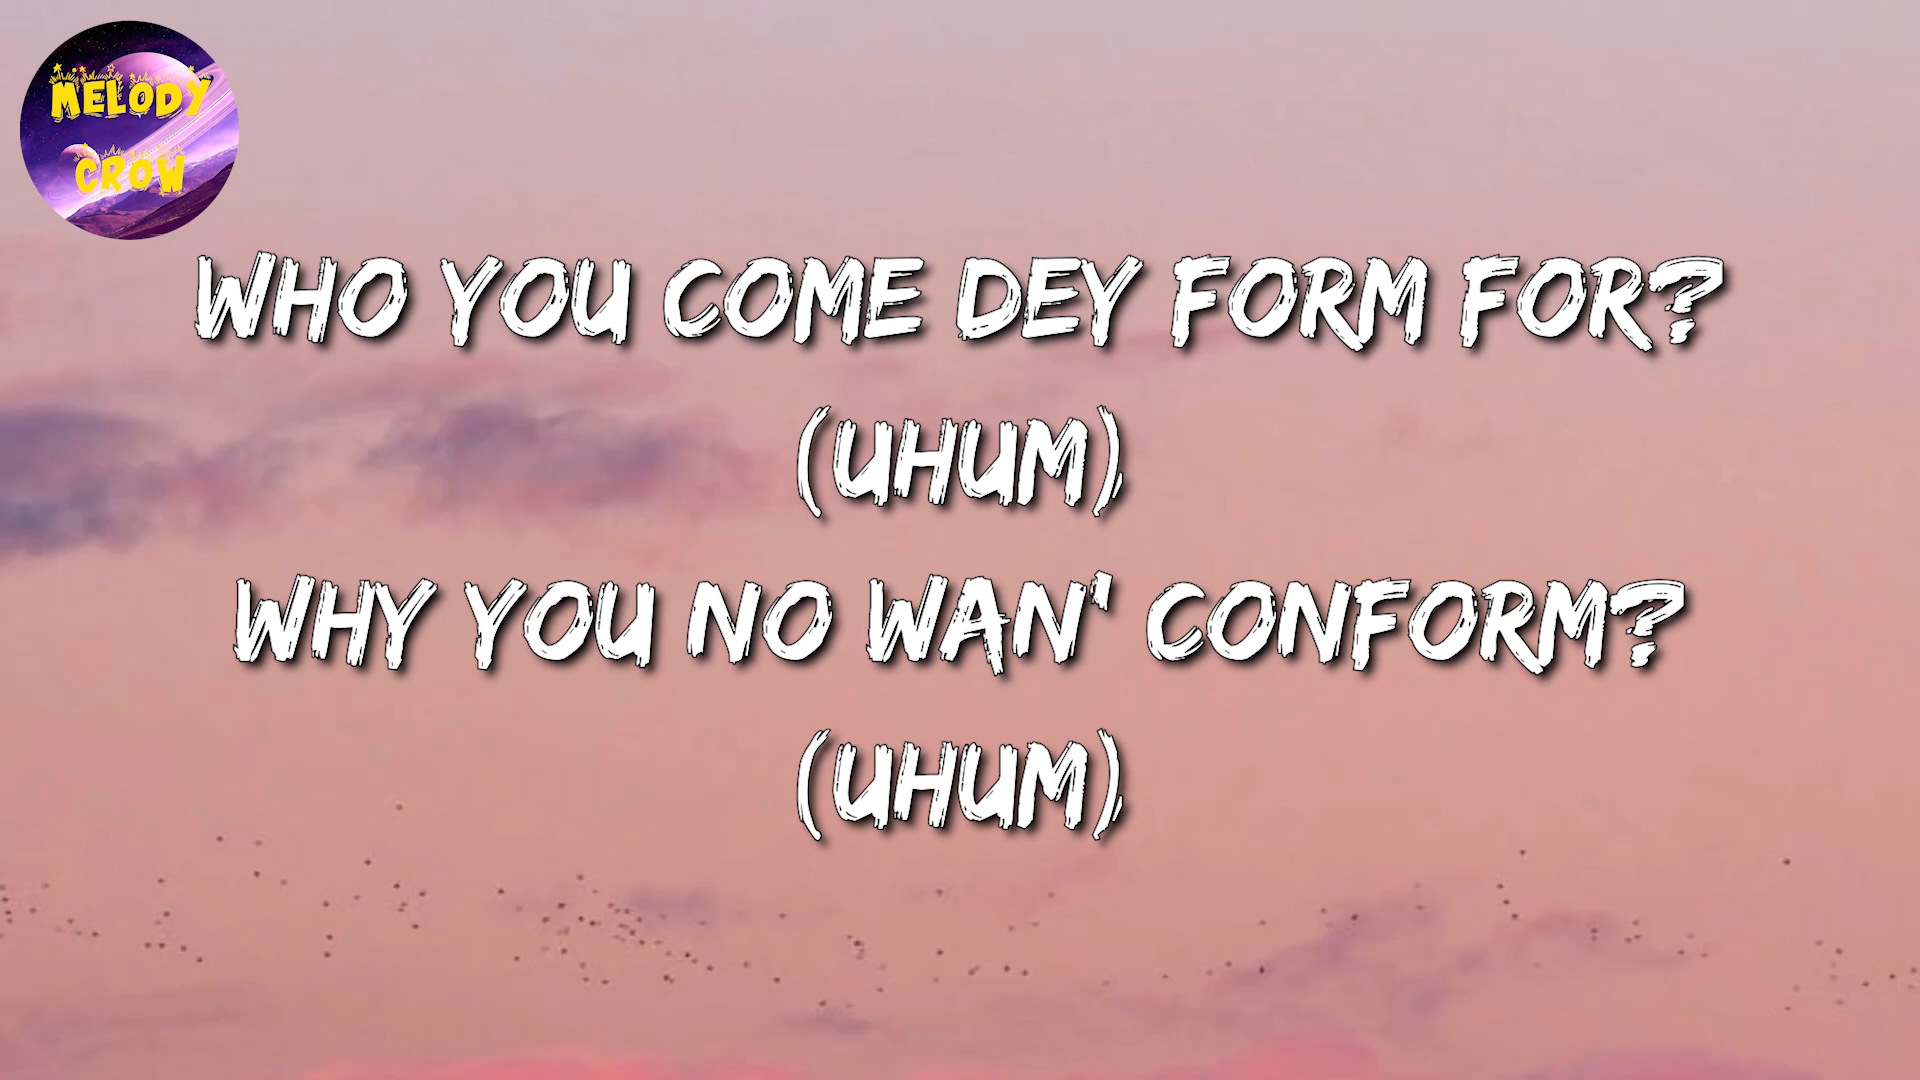 MELODY
CROW
WHO YOU COME DEY FORM FOR?
(UHUM)
WHY YOU NO WAN' CONFORM?
(UHUM)